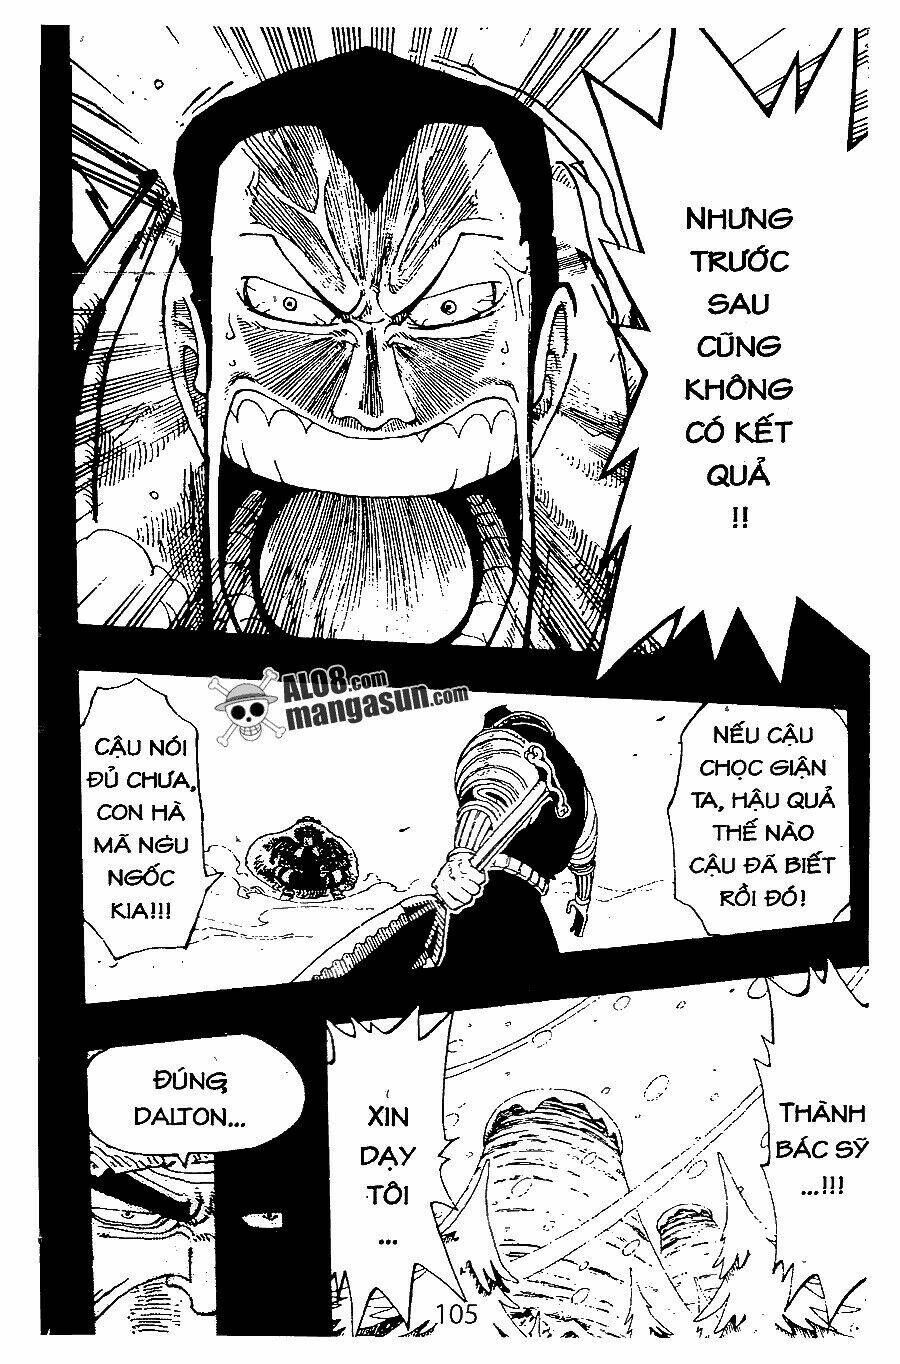 NHƯNG
TRƯỚC
SAU
CŨNG
KHÔNG
CÓ KẾT
QUẢ
!!
NẾU CẬU
CHỌC GIẬN
TA, HẬU QUẢ
THẾ NÀO
CẬU ĐÃ BIẾT
RỒI ĐÓ!
CẬU NÓI
ĐỦ CHƯA,
CON HÀ
MÃ NGU
NGỐC
KIA!!!
ALO8.com
mangasun.com
THÀNH
BÁC SỸ
...!!!
XIN
DẠY
TÔI
...
ĐÚNG,
DALTON...
105